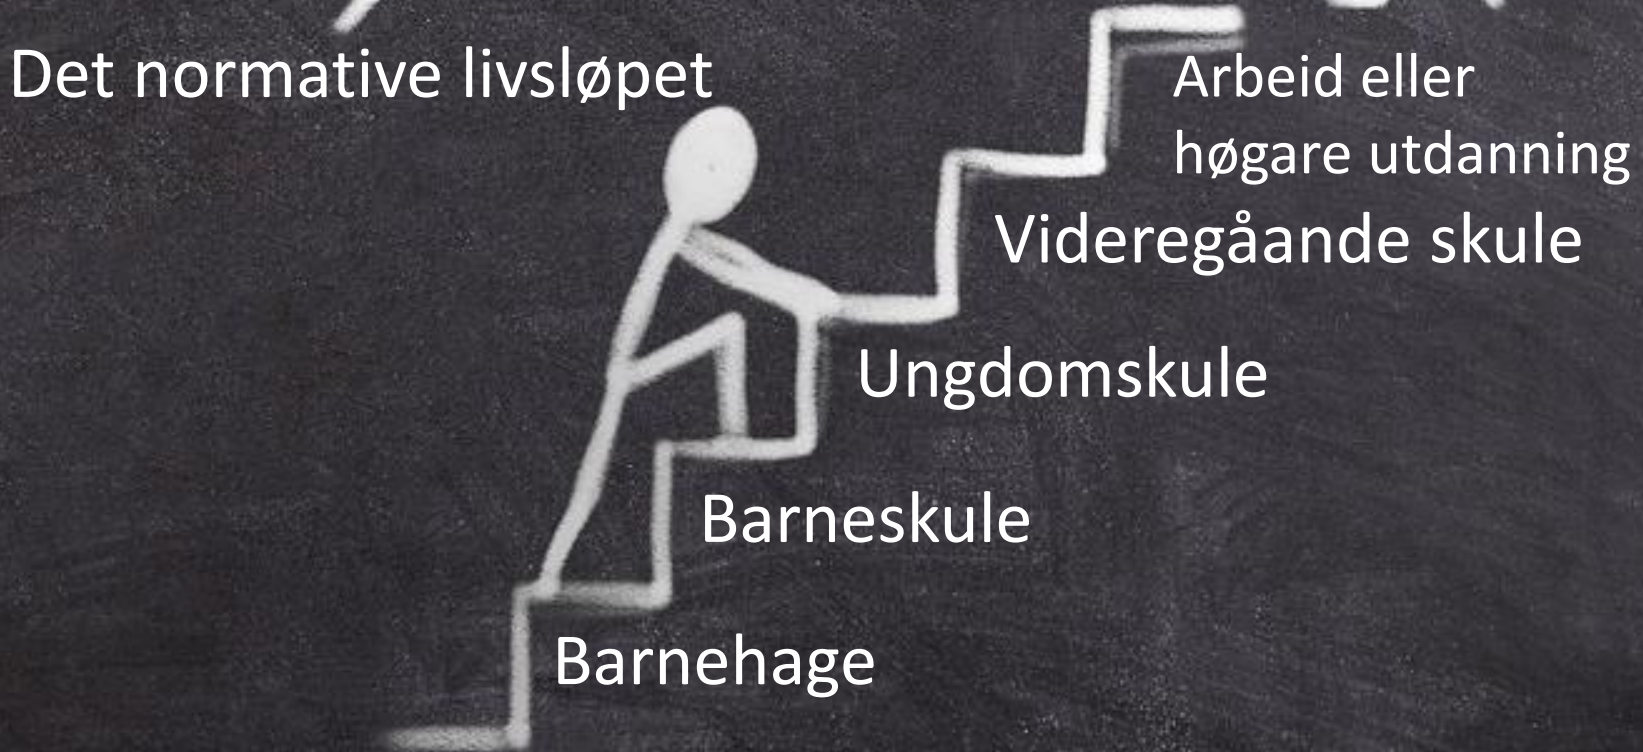 Det normative livsløpet
Arbeid eller
høgare utdanning
Videregåande skule
Ungdomskule
Barneskule
Barnehage